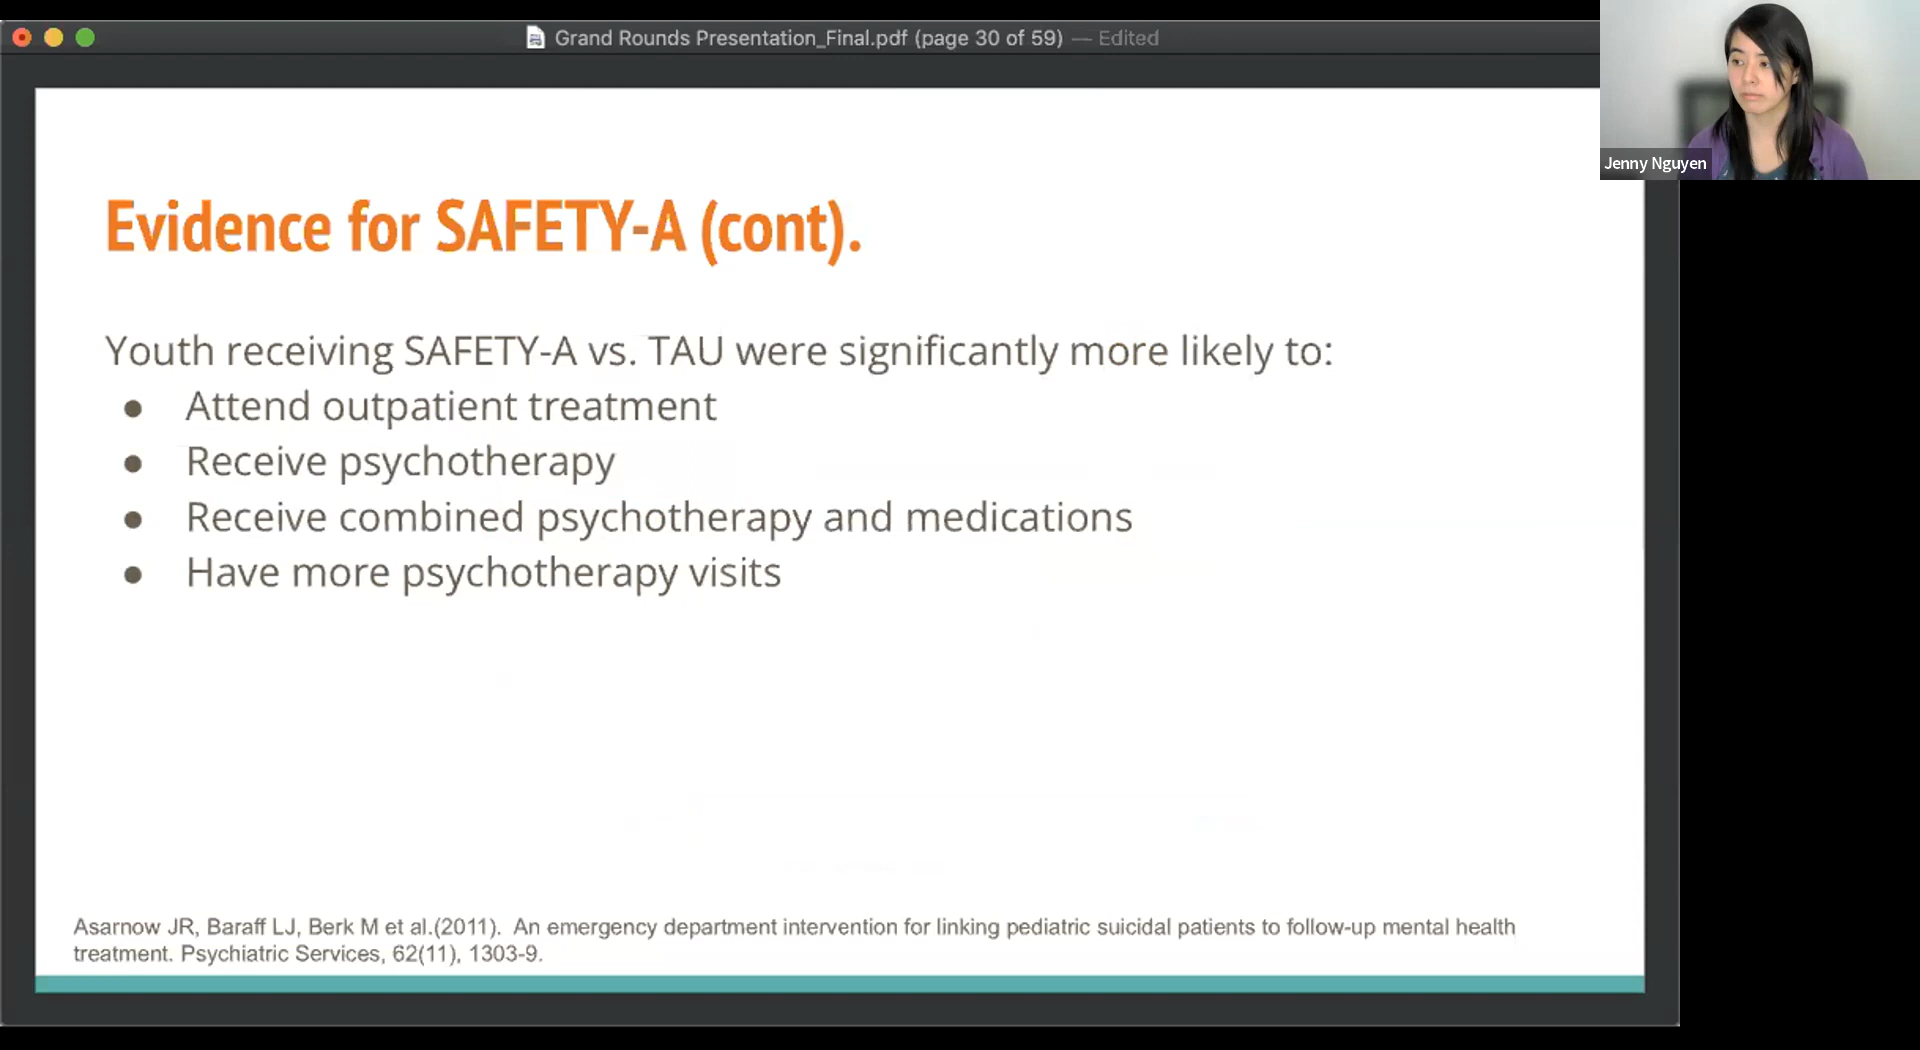 Grand Rounds Presentation_Final.pdf (page 30 of 59) — Edited
Jenny Nguyen
Evidence for SAFETY-A (cont).
Youth receiving SAFETY-A vs. TAU were significantly more likely to:
● Attend outpatient treatment
● Receive psychotherapy
● Receive combined psychotherapy and medications
● Have more psychotherapy visits
Asarnow JR, Baraff LJ, Berk M et al.(2011). An emergency department intervention for linking pediatric suicidal patients to follow-up mental health
treatment. Psychiatric Services, 62(11), 1303-9.